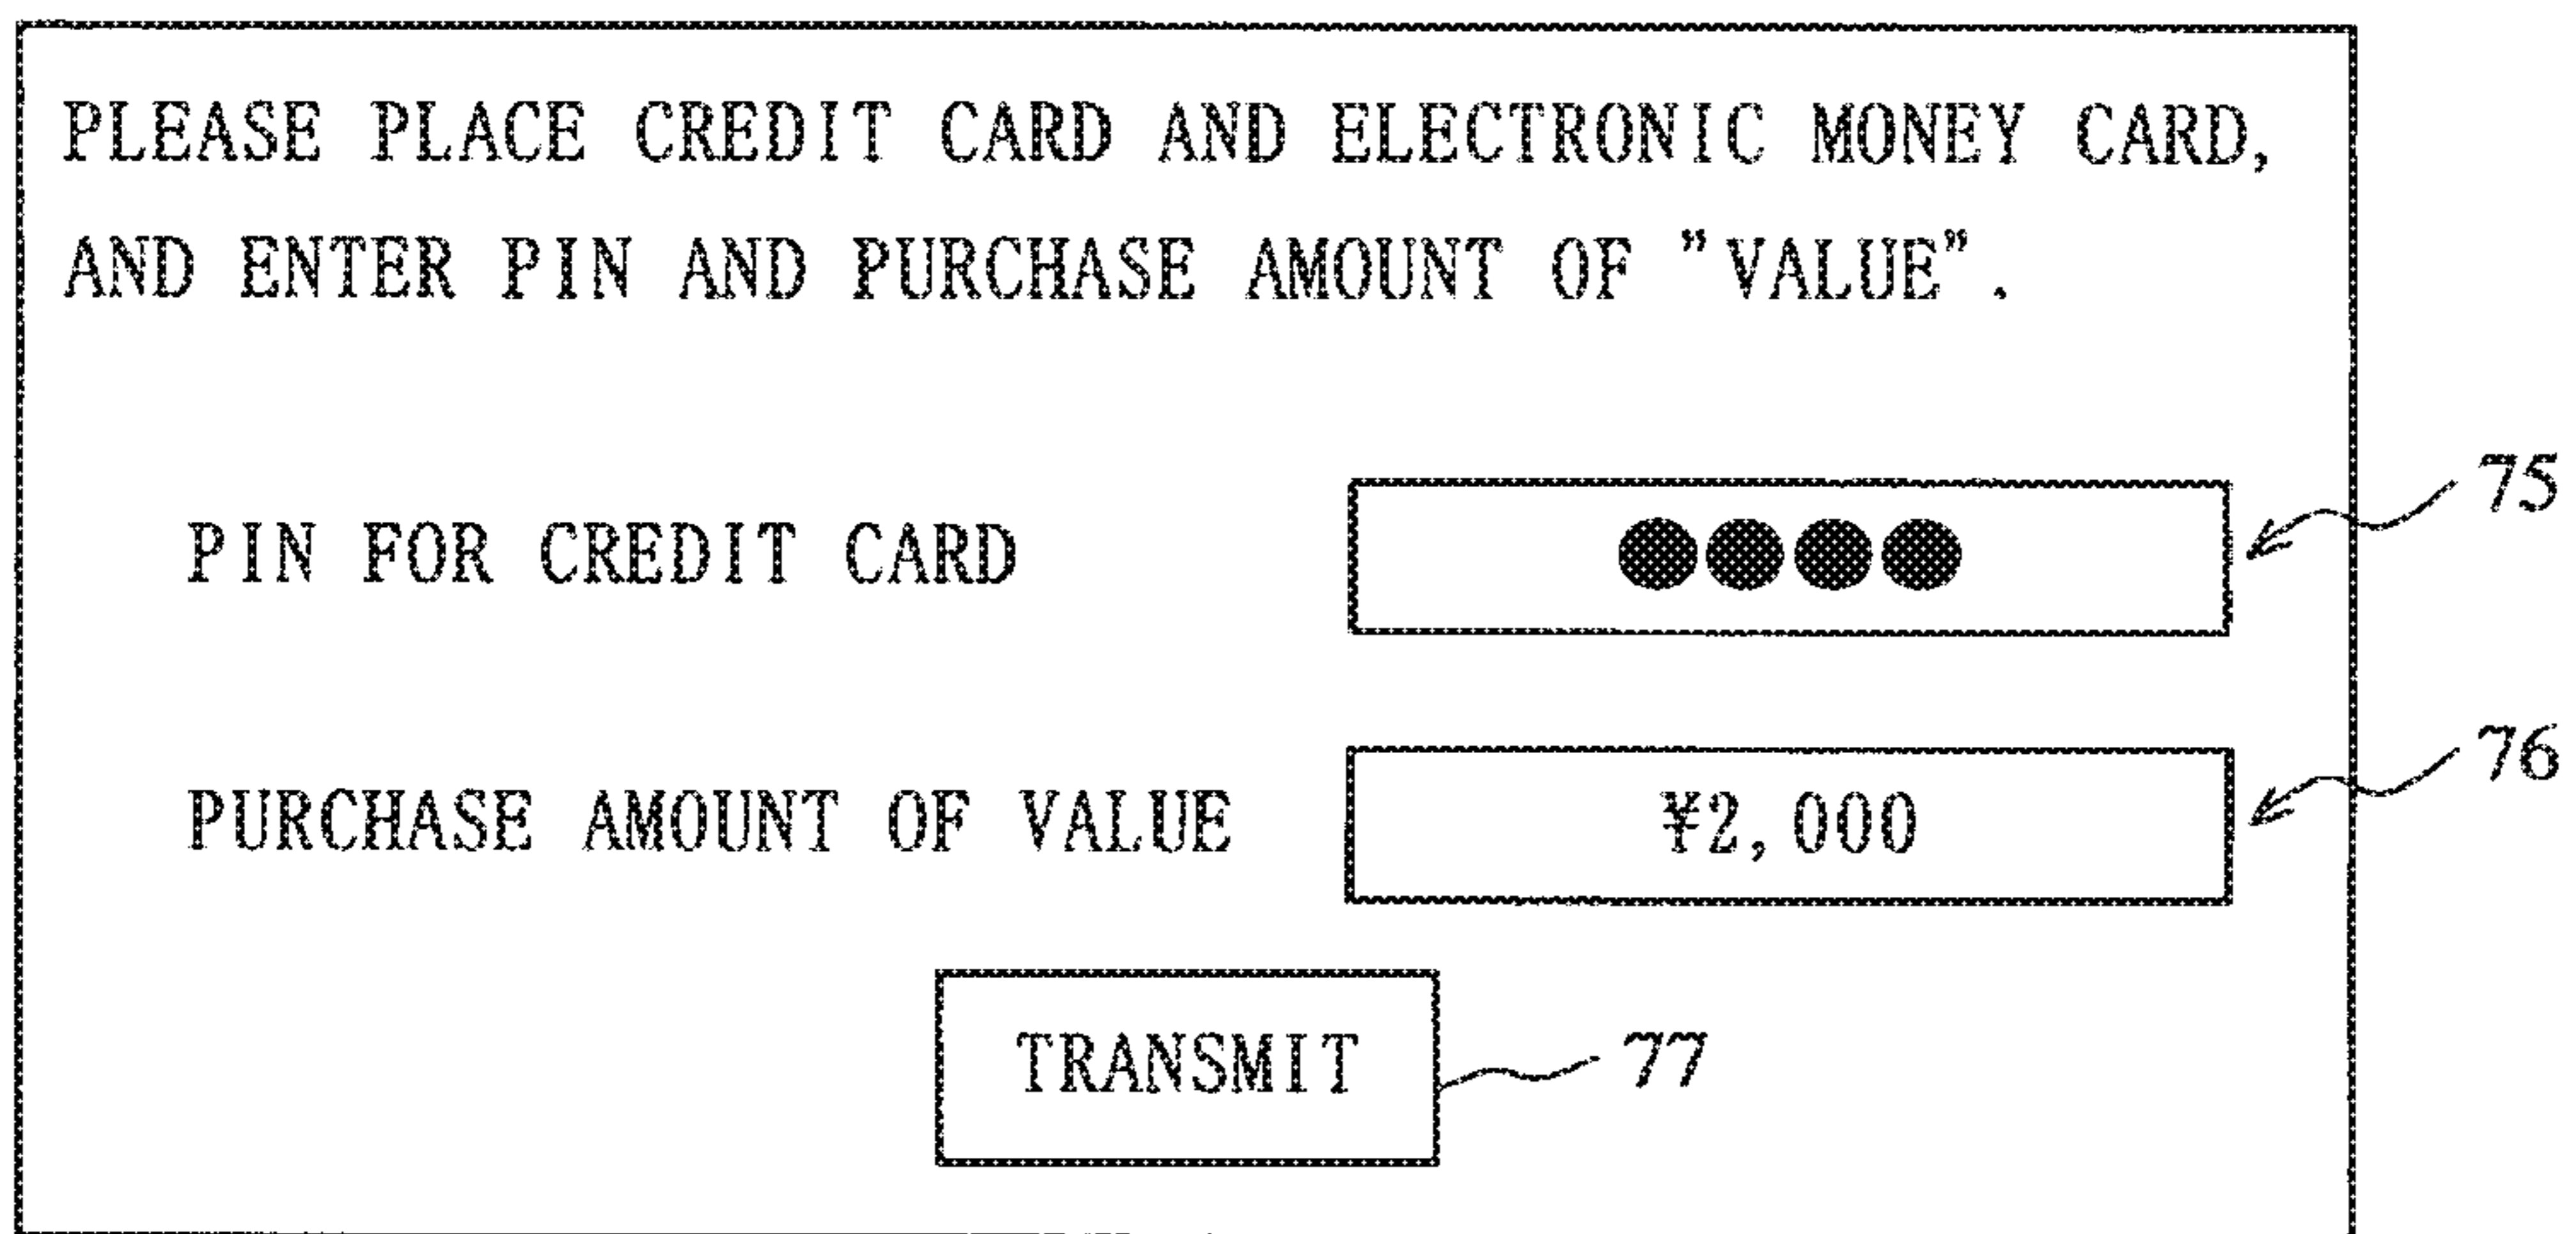 PLEASE PLACE CREDIT CARD AND ELECTRONIC MONEY CARD,
AND ENTER PIN AND PURCHASE AMOUNT OF "VALUE".
PIN FOR CREDIT CARD ●●●● 75
PURCHASE AMOUNT OF VALUE ¥2,000 76
TRANSMIT 77